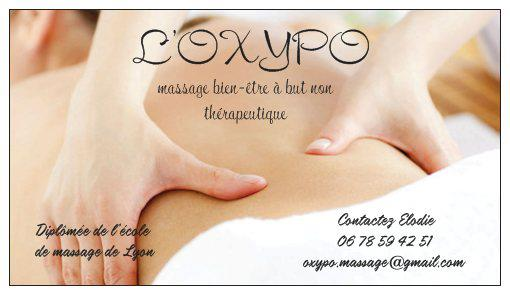 L'OXYPO
massage bien-être à but non
thérapeutique
Diplômée de l'école
de massage de Lyon
Contactez Elodie
06 78 59 42 51
oxypo.massage@gmail.com